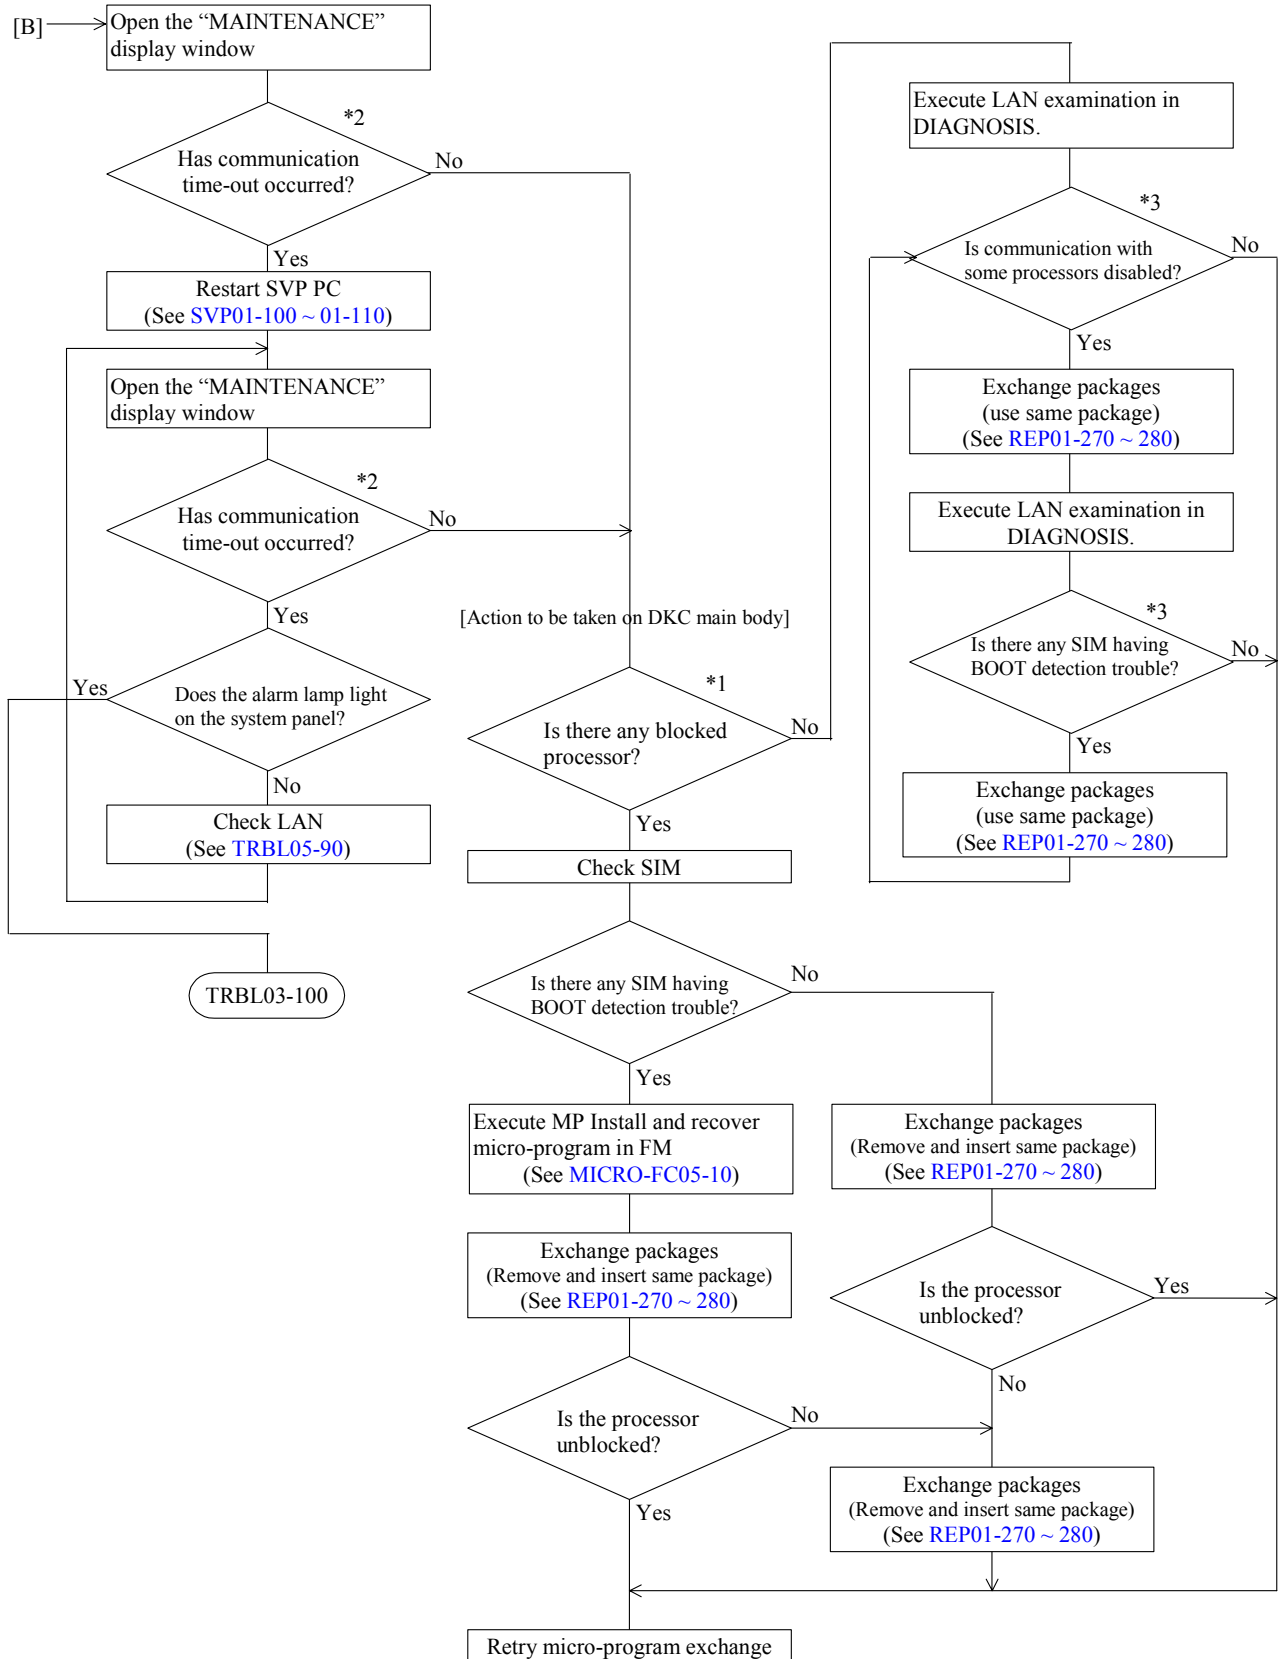 [B]
Open the “MAINTENANCE”
display window
*2
Has communication
time-out occurred?
No
Yes
Restart SVP PC
(See SVP01-100 ~ 01-110)
Open the “MAINTENANCE”
display window
*2
Has communication
time-out occurred?
No
Yes
Does the alarm lamp light
on the system panel?
Yes
No
Check LAN
(See TRBL05-90)
TRBL03-100
[Action to be taken on DKC main body]
*1
Is there any blocked
processor?
No
Yes
Check SIM
Is there any SIM having
BOOT detection trouble?
No
Yes
Execute MP Install and recover
micro-program in FM
(See MICRO-FC05-10)
Exchange packages
(Remove and insert same package)
(See REP01-270 ~ 280)
Is the processor
unblocked?
No
Yes
Exchange packages
(Remove and insert same package)
(See REP01-270 ~ 280)
Is the processor
unblocked?
Yes
No
Exchange packages
(Remove and insert same package)
(See REP01-270 ~ 280)
Retry micro-program exchange
Execute LAN examination in
DIAGNOSIS.
*3
Is communication with
some processors disabled?
No
Yes
Exchange packages
(use same package)
(See REP01-270 ~ 280)
Execute LAN examination in
DIAGNOSIS.
*3
Is there any SIM having
BOOT detection trouble?
No
Yes
Exchange packages
(use same package)
(See REP01-270 ~ 280)